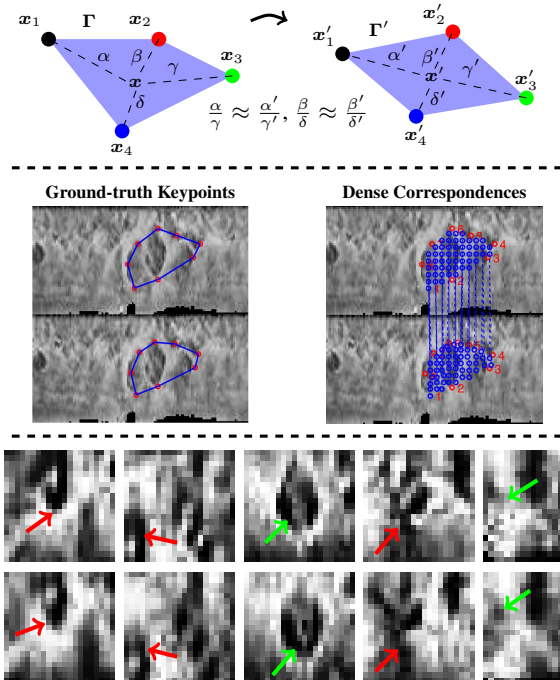 x₁ Γ x₂
α β γ
x
δ
x₃
x₄
x′₁ Γ′ x′₂
α′ β″ γ′
x′
δ′
x′₃
x′₄
α/γ ≈ α′/γ′, β/δ ≈ β′/δ′
Ground-truth Keypoints Dense Correspondences
4
3
2
1
4
3
2
1